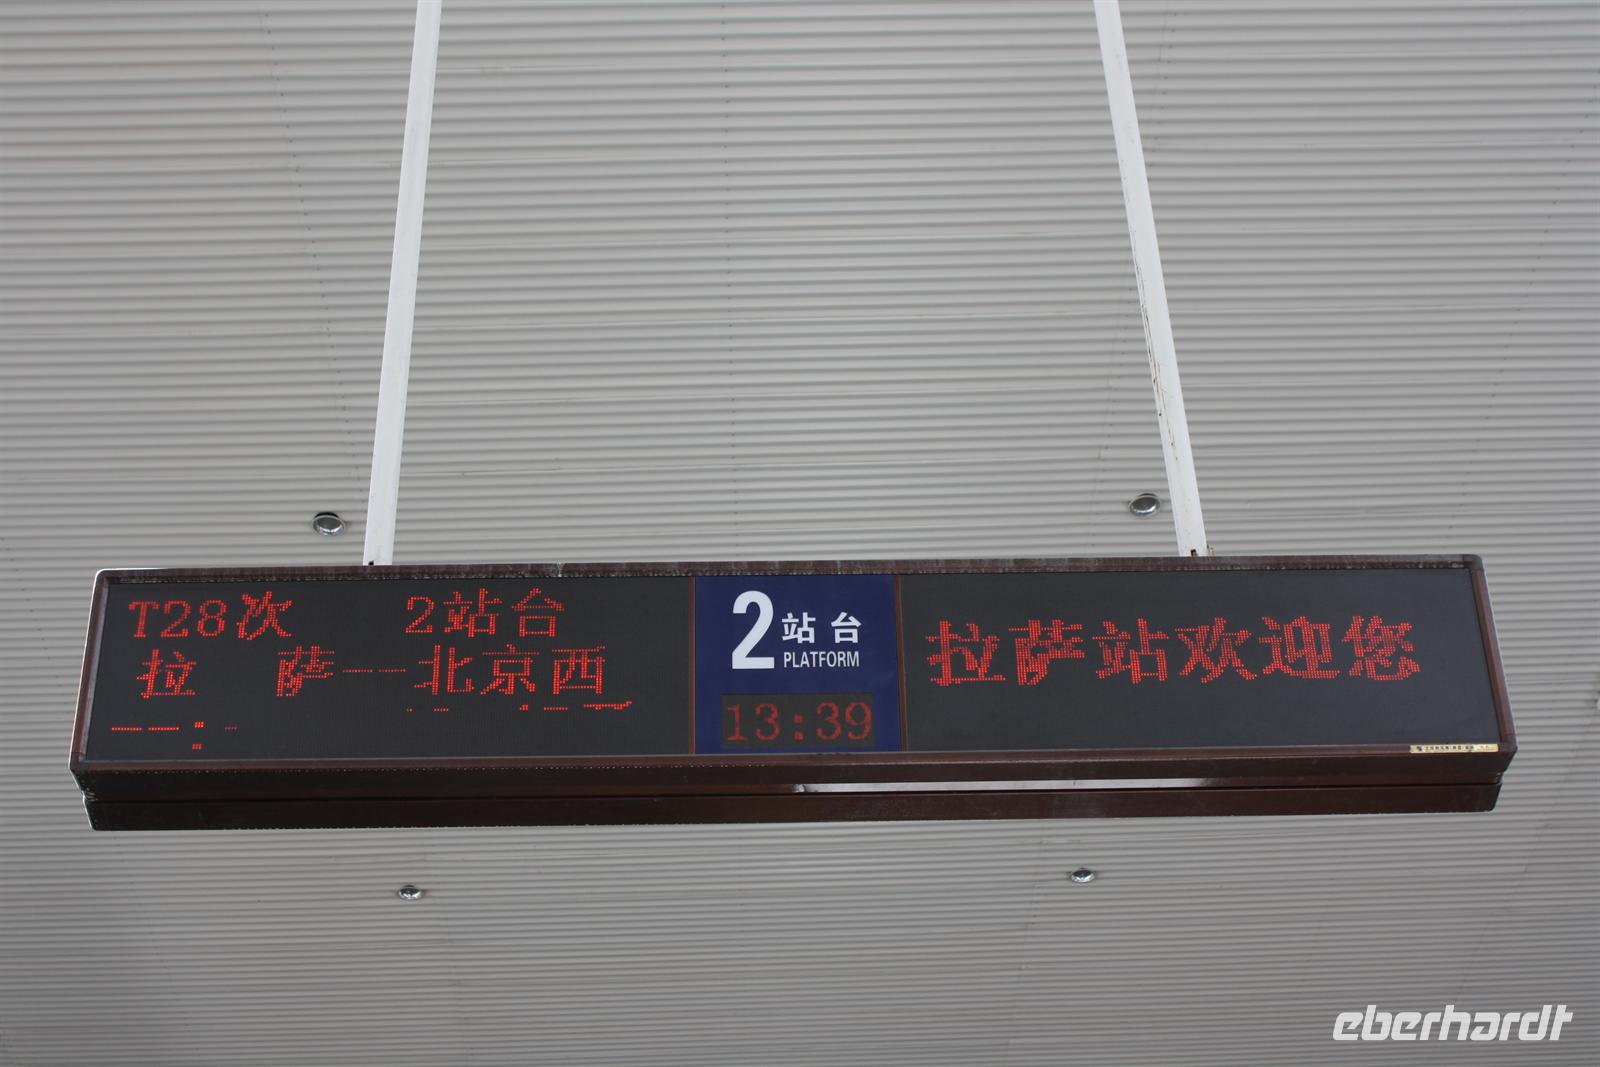 T28次 2站台
拉 萨--北京西
2 站台
PLATFORM
13:39
拉萨站欢迎您
eberhardt